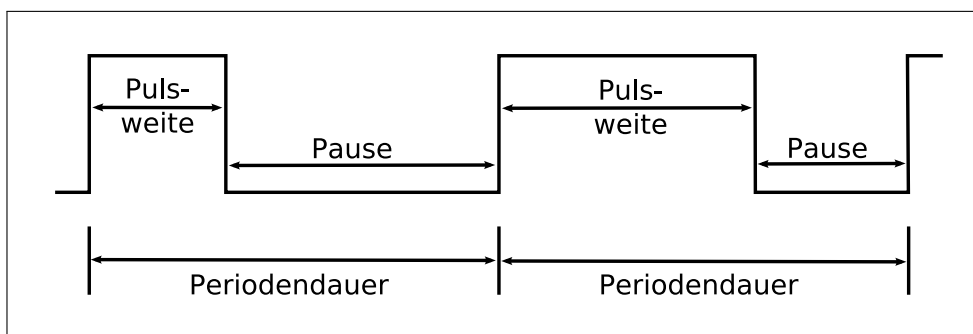 Puls-
weite
Pause
Puls-
weite
Pause
Periodendauer
Periodendauer